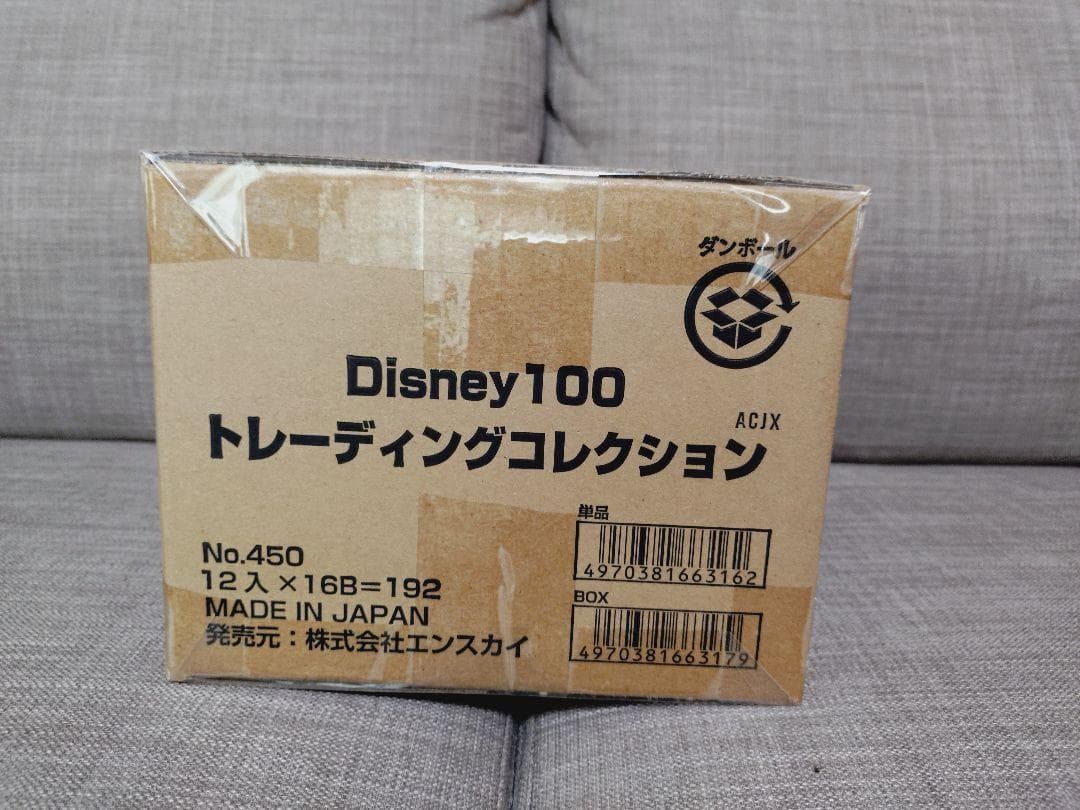 ダンボール
Disney100
ACJX
トレーディングコレクション
単品
4970381663162
No.450
12入×16B=192
MADE IN JAPAN
発売元：株式会社エンスカイ
BOX
4970381663179